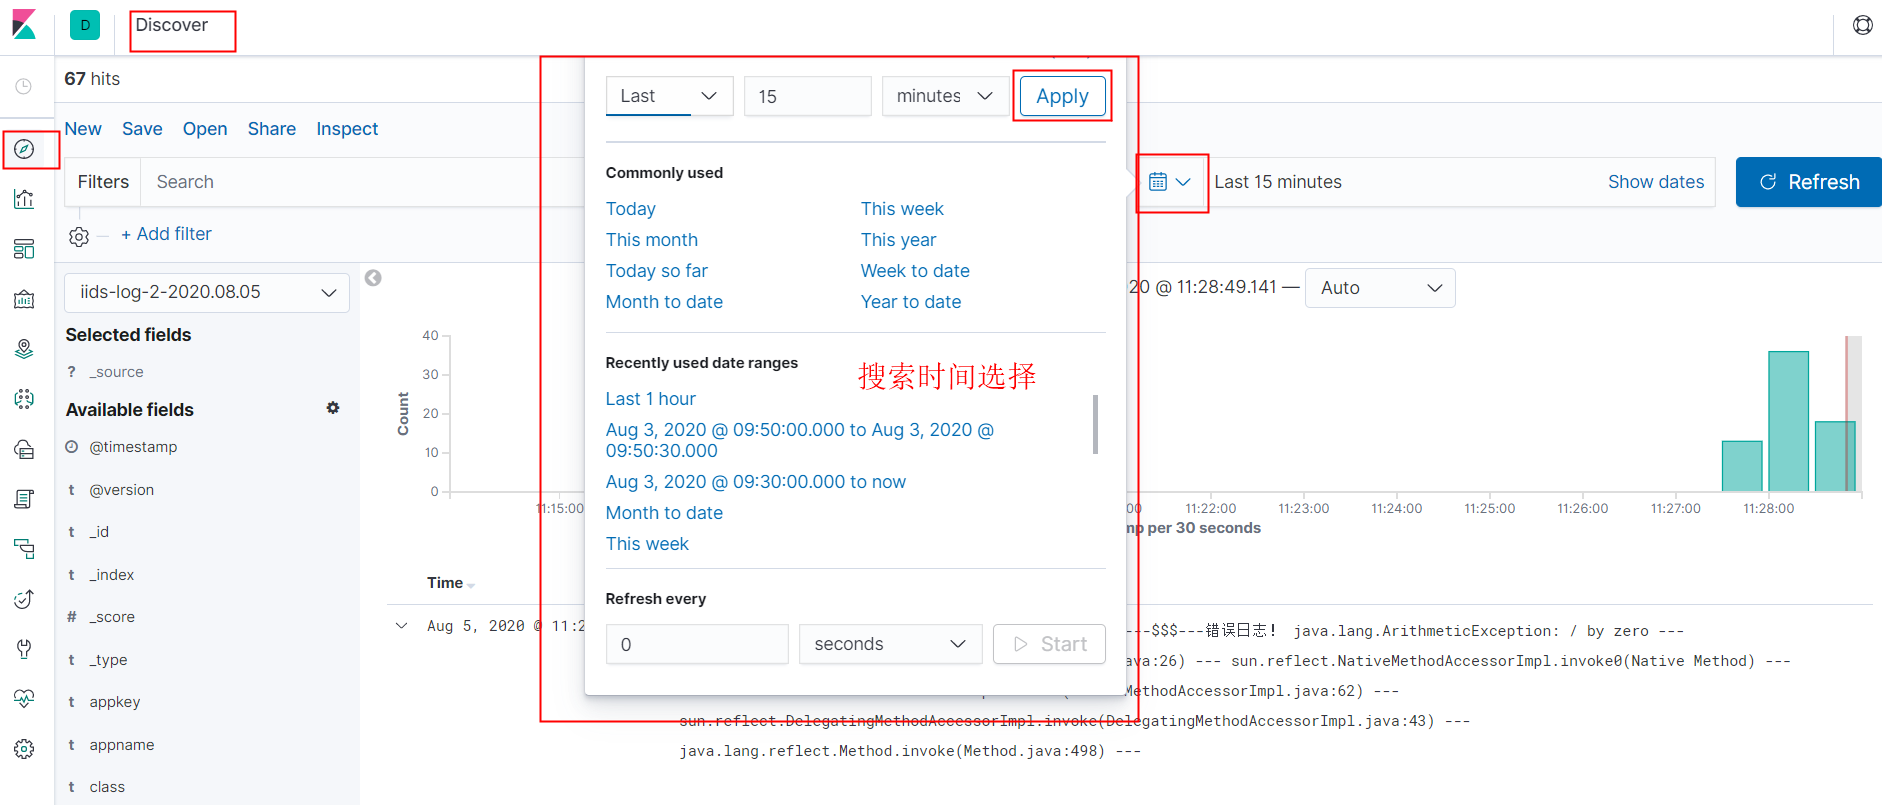 D
Discover
67 hits
New Save Open Share Inspect
Filters Search
+ Add filter
Last 15 minutes Apply
Commonly used
Today This week
This month This year
Today so far Week to date
Month to date Year to date
Recently used date ranges
搜索时间选择
Last 1 hour
Aug 3, 2020 @ 09:50:00.000 to Aug 3, 2020 @
09:50:30.000
Aug 3, 2020 @ 09:30:00.000 to now
Month to date
This week
Refresh every
0 seconds Start
Last 15 minutes Show dates Refresh
iids-log-2-2020.08.05
Selected fields
? _source
Available fields
@timestamp
t @version
t _id
t _index
# _score
t _type
t appkey
t appname
t class
20 @ 11:28:49.141 — Auto
Count
40
30
20
10
0
11:15:00 :00 11:22:00 11:23:00 11:24:00 11:25:00 11:26:00 11:27:00 11:28:00
mp per 30 seconds
Time
Aug 5, 2020 @ 11:2
---$$$---错误日志! java.lang.ArithmeticException: / by zero ---
ava:26) --- sun.reflect.NativeMethodAccessorImpl.invoke0(Native Method) ---
MethodAccessorImpl.java:62) ---
sun.reflect.DelegatingMethodAccessorImpl.invoke(DelegatingMethodAccessorImpl.java:43) ---
java.lang.reflect.Method.invoke(Method.java:498) ---